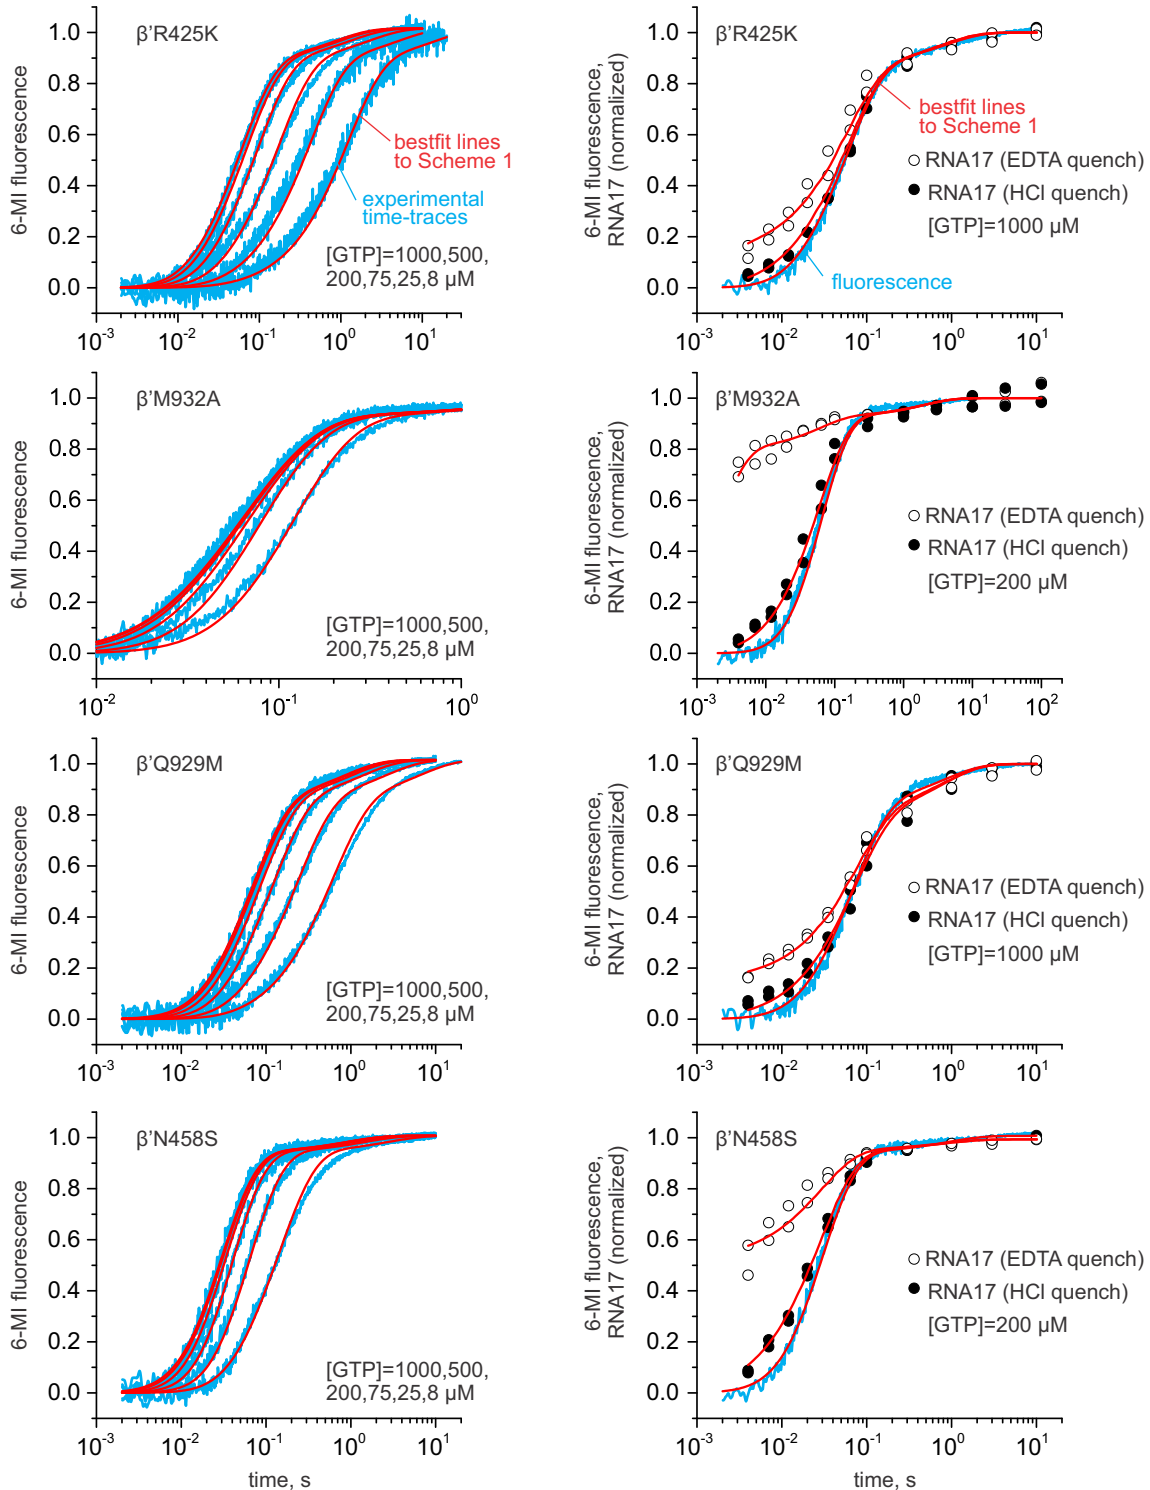 β'R425K
6-MI fluorescence
1.0
0.8
0.6
0.4
0.2
0.0
bestfit lines
to Scheme 1
experimental
time-traces
[GTP]=1000,500,
200,75,25,8 μM
10⁻³ 10⁻² 10⁻¹ 10⁰ 10¹
β'R425K
6-MI fluorescence,
RNA17 (normalized)
1.0
0.8
0.6
0.4
0.2
0.0
bestfit lines
to Scheme 1
RNA17 (EDTA quench)
RNA17 (HCl quench)
[GTP]=1000 μM
fluorescence
10⁻³ 10⁻² 10⁻¹ 10⁰ 10¹
β'M932A
6-MI fluorescence
1.0
0.8
0.6
0.4
0.2
0.0
[GTP]=1000,500,
200,75,25,8 μM
10⁻² 10⁻¹ 10⁰
β'M932A
6-MI fluorescence,
RNA17 (normalized)
1.0
0.8
0.6
0.4
0.2
0.0
RNA17 (EDTA quench)
RNA17 (HCl quench)
[GTP]=200 μM
10⁻³ 10⁻² 10⁻¹ 10⁰ 10¹ 10²
β'Q929M
6-MI fluorescence
1.0
0.8
0.6
0.4
0.2
0.0
[GTP]=1000,500,
200,75,25,8 μM
10⁻³ 10⁻² 10⁻¹ 10⁰ 10¹
β'Q929M
6-MI fluorescence,
RNA17 (normalized)
1.0
0.8
0.6
0.4
0.2
0.0
RNA17 (EDTA quench)
RNA17 (HCl quench)
[GTP]=1000 μM
10⁻³ 10⁻² 10⁻¹ 10⁰ 10¹
β'N458S
6-MI fluorescence
1.0
0.8
0.6
0.4
0.2
0.0
[GTP]=1000,500,
200,75,25,8 μM
10⁻³ 10⁻² 10⁻¹ 10⁰ 10¹
time, s
β'N458S
6-MI fluorescence,
RNA17 (normalized)
1.0
0.8
0.6
0.4
0.2
0.0
RNA17 (EDTA quench)
RNA17 (HCl quench)
[GTP]=200 μM
10⁻³ 10⁻² 10⁻¹ 10⁰ 10¹
time, s